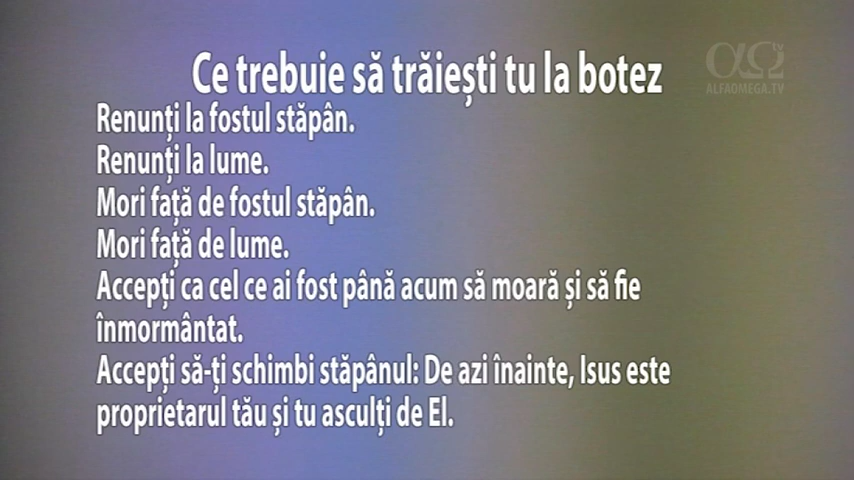 Ce trebuie să trăiești tu la botez
αΩ tv
ALFAOMEGA.TV
Renunți la fostul stăpân.
Renunți la lume.
Mori față de fostul stăpân.
Mori față de lume.
Accepți ca cel ce ai fost până acum să moară și să fie
înmormântat.
Accepți să-ți schimbi stăpânul: De azi înainte, Isus este
proprietarul tău și tu asculți de El.